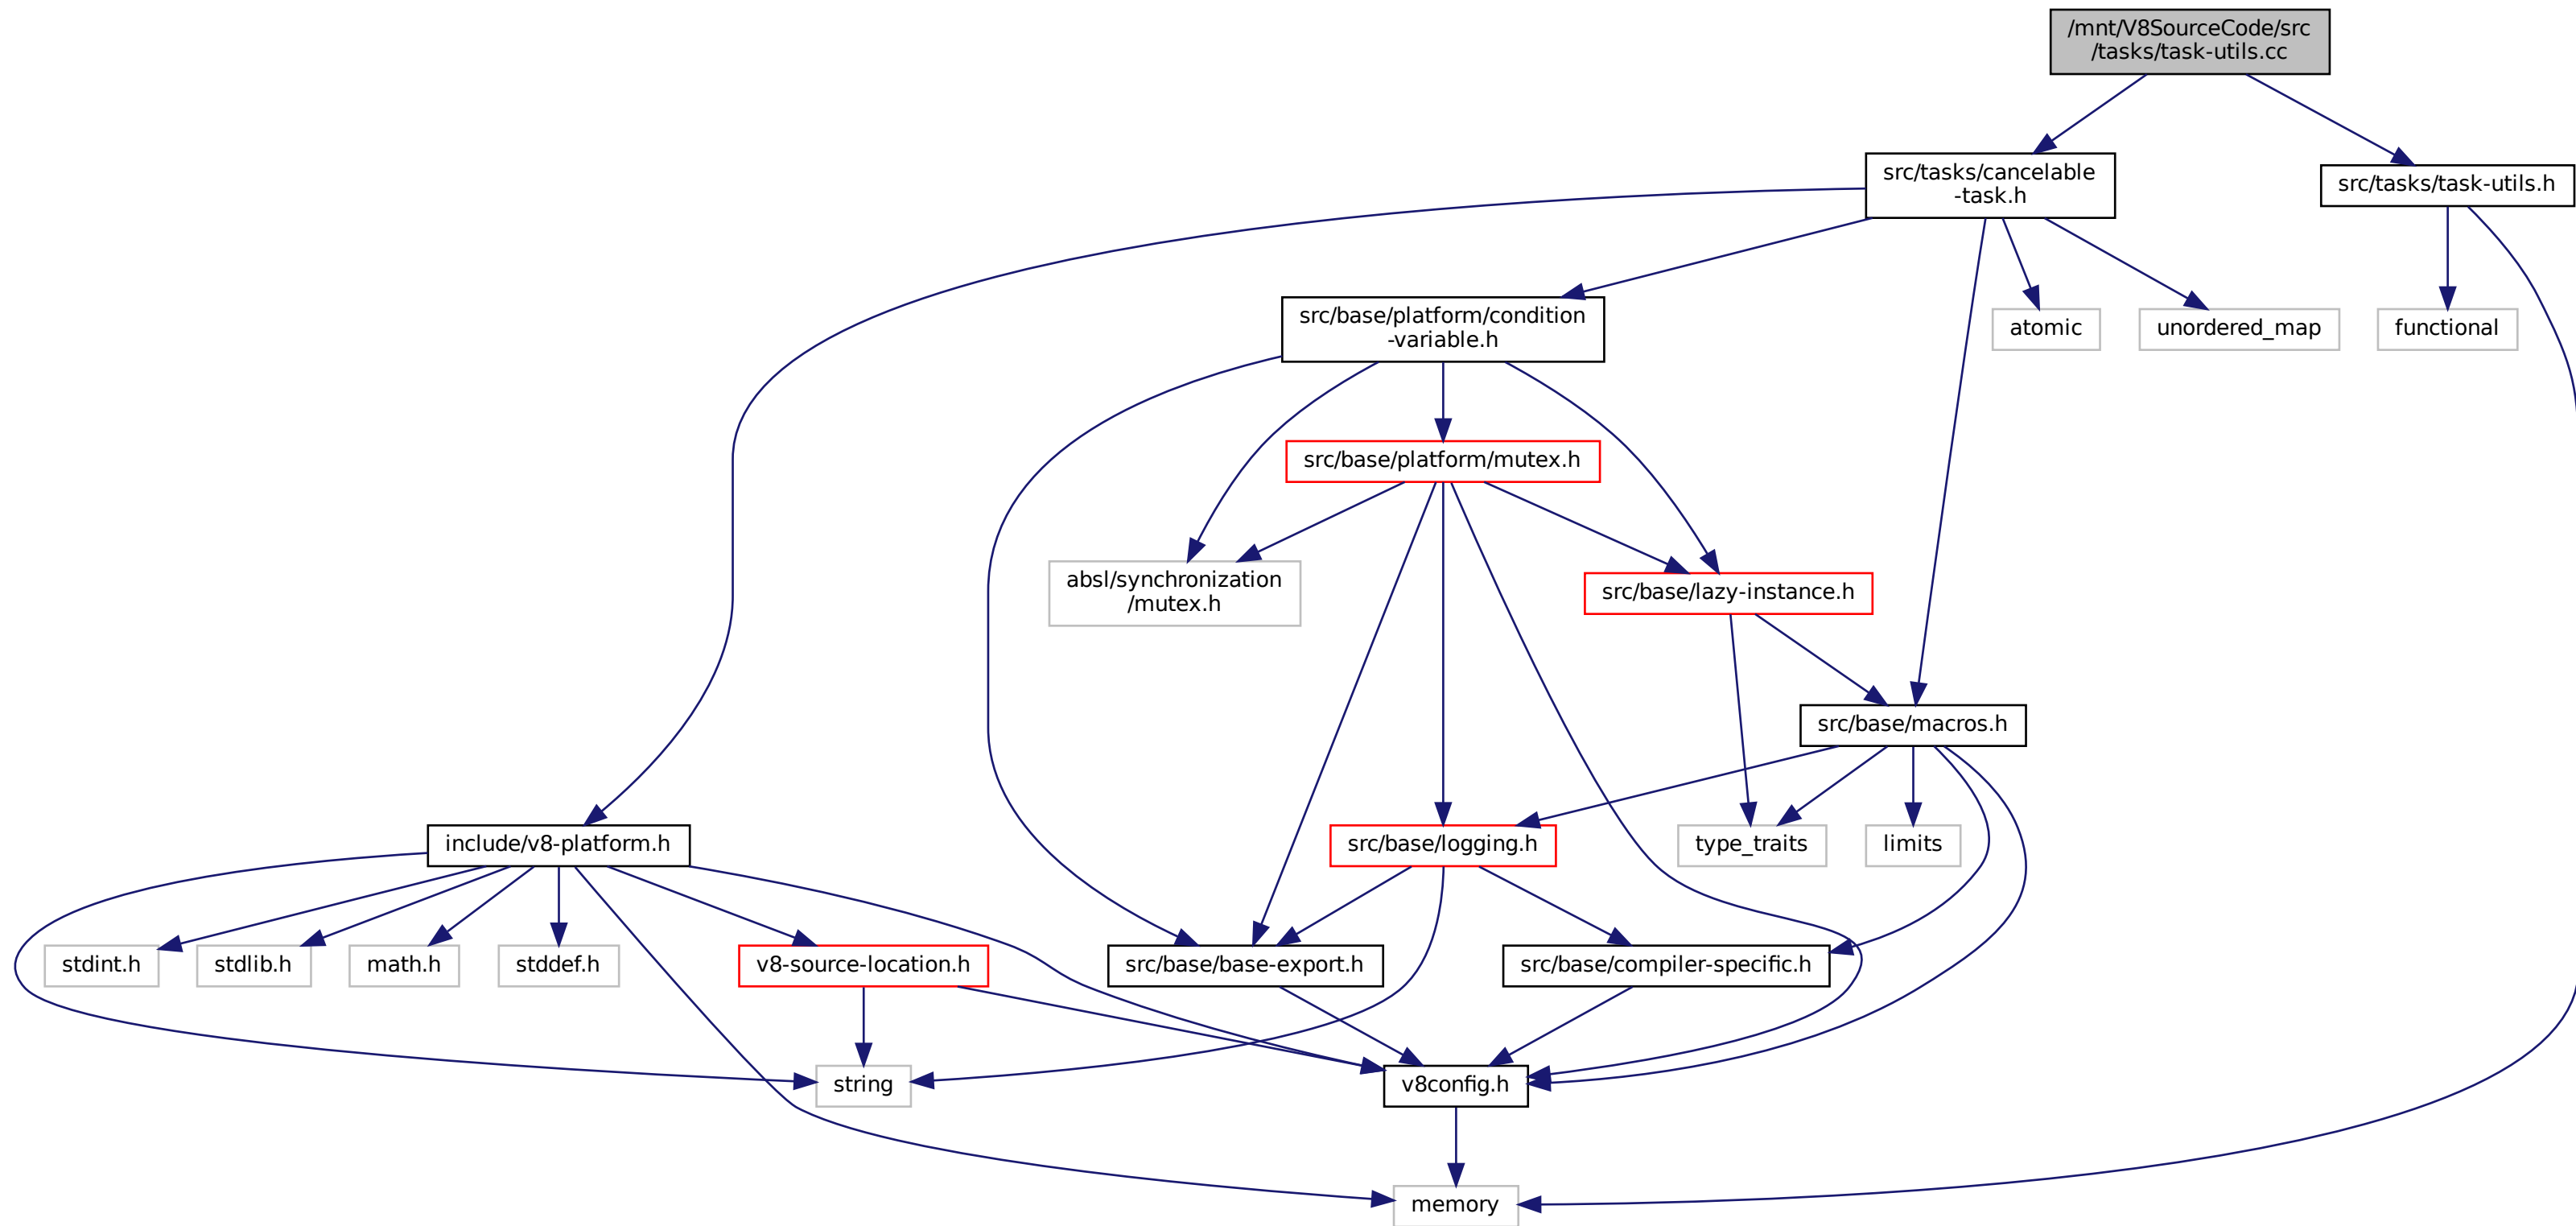 /mnt/V8SourceCode/src
/tasks/task-utils.cc
src/tasks/cancelable
-task.h
src/tasks/task-utils.h
src/base/platform/condition
-variable.h
atomic
unordered_map
functional
src/base/platform/mutex.h
absl/synchronization
/mutex.h
src/base/lazy-instance.h
src/base/macros.h
include/v8-platform.h
src/base/logging.h
type_traits
limits
stdint.h
stdlib.h
math.h
stddef.h
v8-source-location.h
src/base/base-export.h
src/base/compiler-specific.h
string
v8config.h
memory